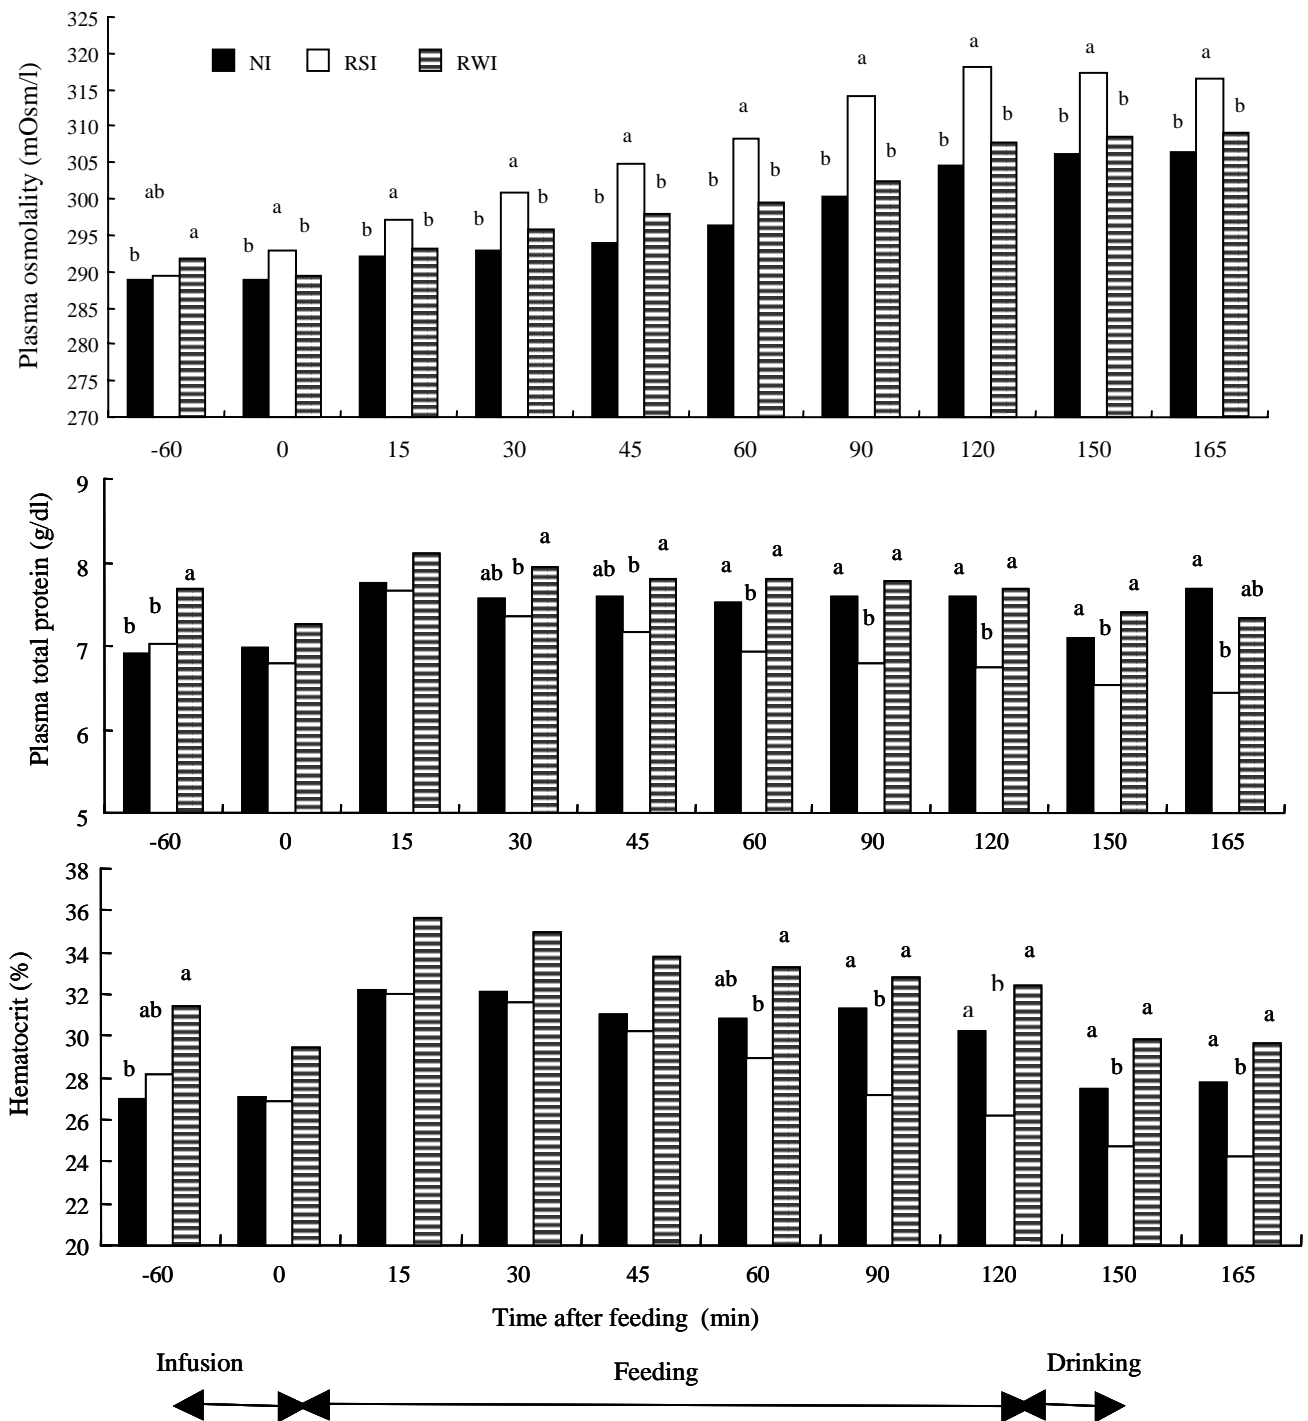 Plasma osmolality (mOsm/l)
325
320
315
310
305
300
295
290
285
280
275
270
NI RSI RWI
b ab a
b a b
b a b
b a b
b a b
b a b
b a b
b a b
b a b
b a b
-60 0 15 30 45 60 90 120 150 165
Plasma total protein (g/dl)
9
8
7
6
5
b b a
ab b a
ab b a
a b a
a b a
a b a
a b a
a b ab
-60 0 15 30 45 60 90 120 150 165
Hematocrit (%)
38
36
34
32
30
28
26
24
22
20
b ab a
ab b a
a b a
a b a
a b a
a b a
-60 0 15 30 45 60 90 120 150 165
Time after feeding (min)
Infusion Feeding Drinking